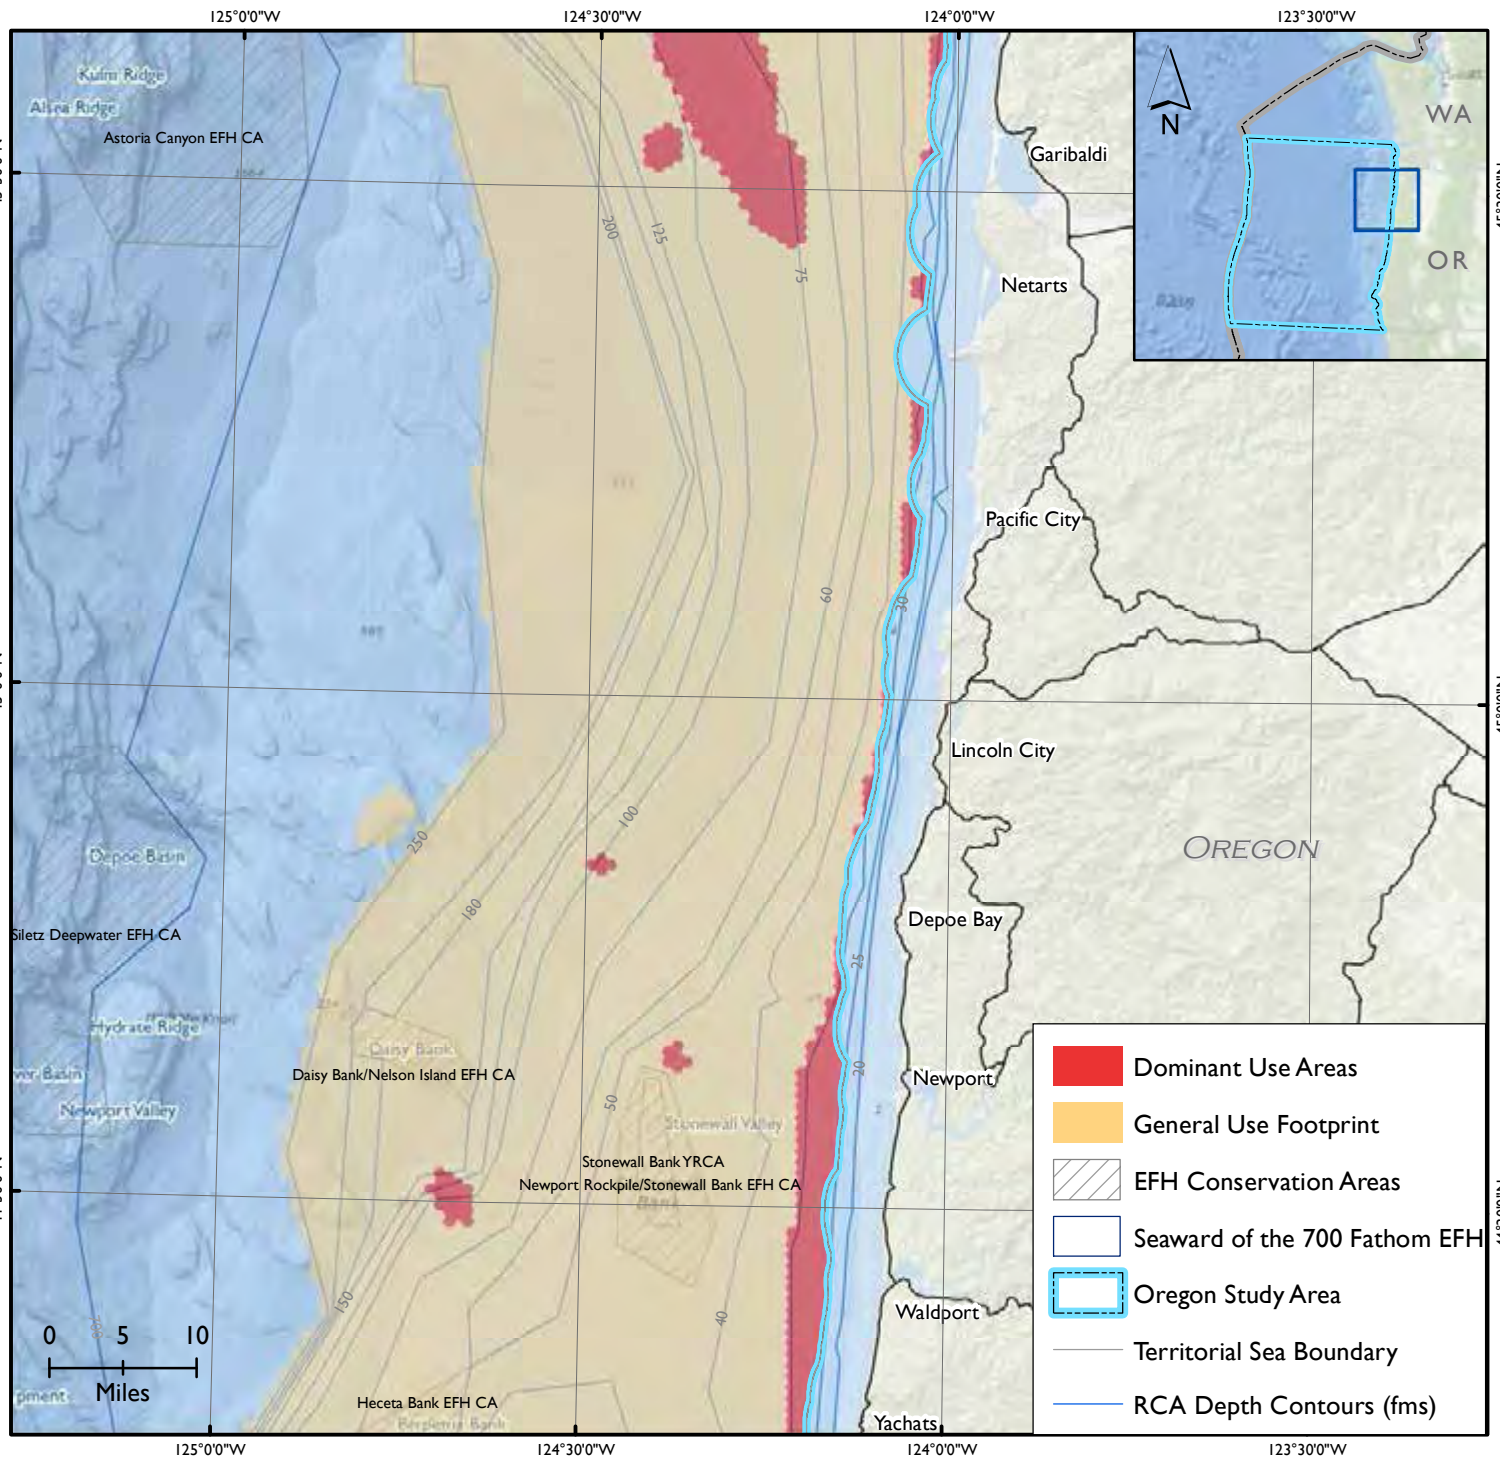 125°0'0"W
124°30'0"W
124°0'0"W
123°30'0"W
Kulm Ridge
Alsea Ridge
Astoria Canyon EFH CA
Garibaldi
N
WA
OR
200
125
75
Netarts
Pacific City
60
30
Lincoln City
250
100
OREGON
Depoe Basin
180
Depoe Bay
Siletz Deepwater EFH CA
25
Hydrate Ridge
Daisy Bank
Daisy Bank/Nelson Island EFH CA
Newport
20
Newport Valley
50
Stonewall Valley
Stonewall Bank YRCA
Newport Rockpile/Stonewall Bank EFH CA
Bank
150
40
Waldport
0 5 10
Miles
Heceta Bank EFH CA
Yachats
Dominant Use Areas
General Use Footprint
EFH Conservation Areas
Seaward of the 700 Fathom EFH
Oregon Study Area
Territorial Sea Boundary
RCA Depth Contours (fms)
125°0'0"W
124°30'0"W
124°0'0"W
123°30'0"W